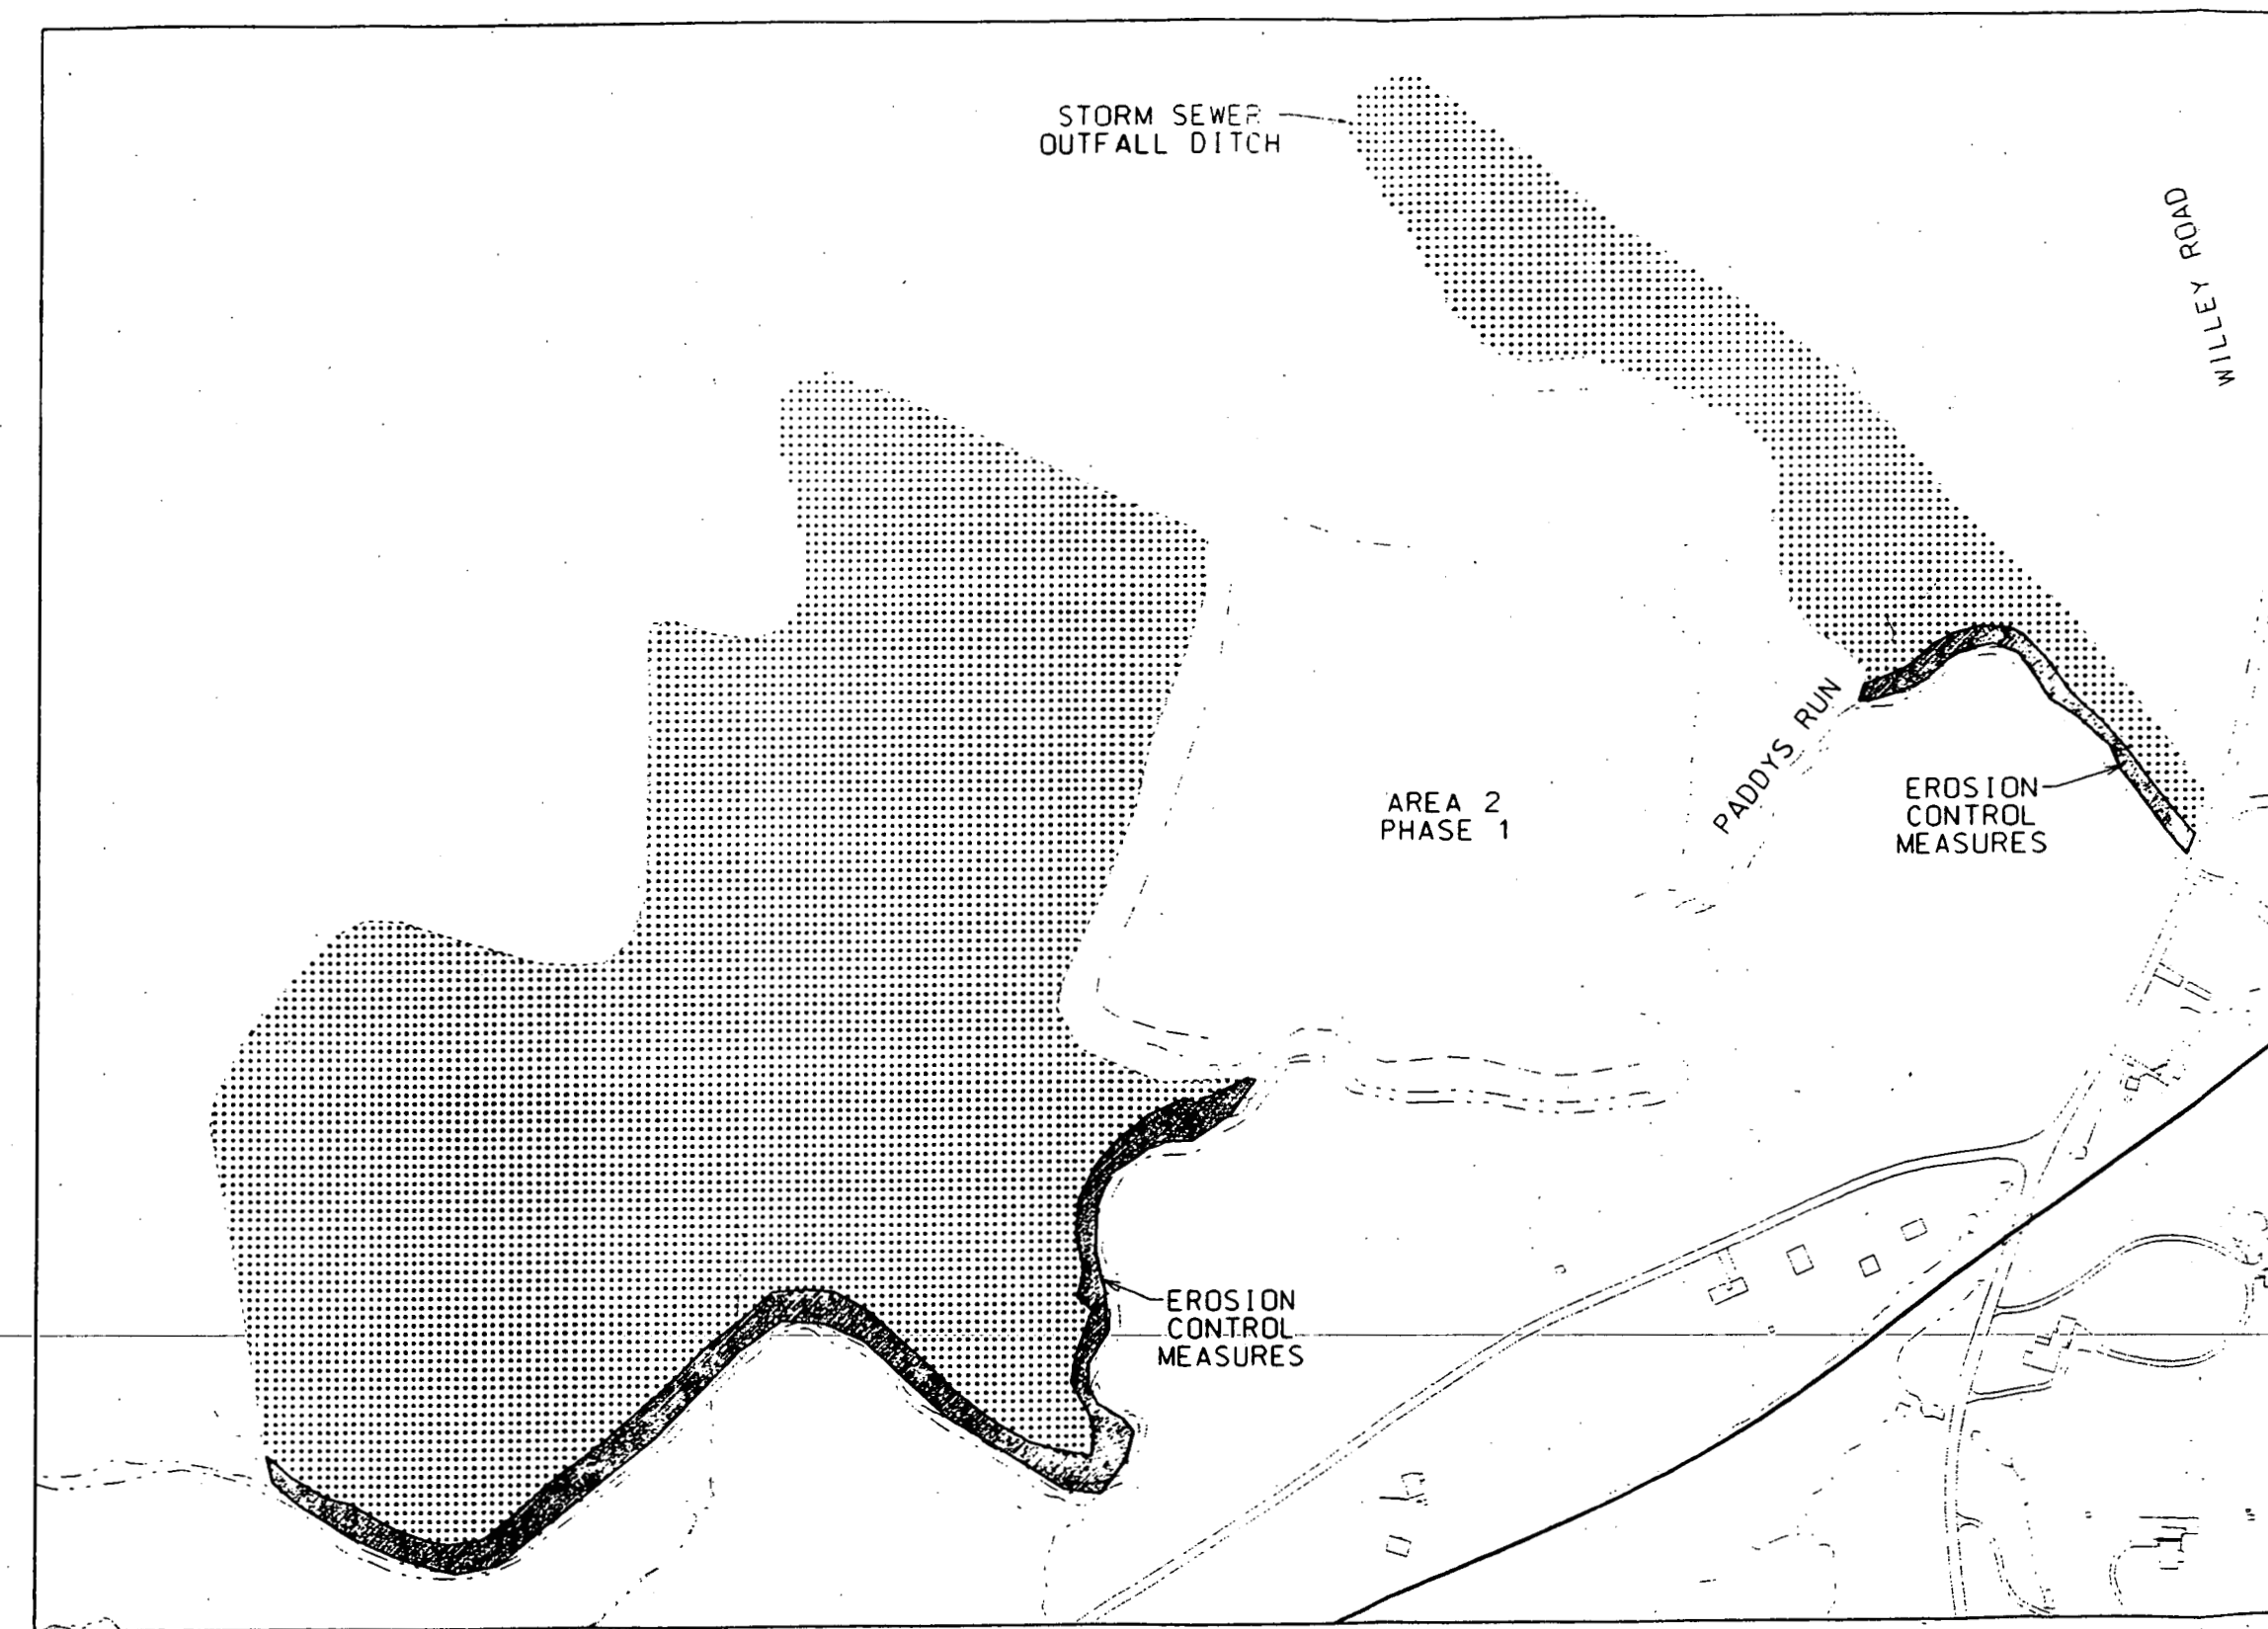 STORM SEWER
OUTFALL DITCH
WILLEY ROAD
PADDYS RUN
AREA 2
PHASE 1
EROSION
CONTROL
MEASURES
EROSION
CONTROL
MEASURES